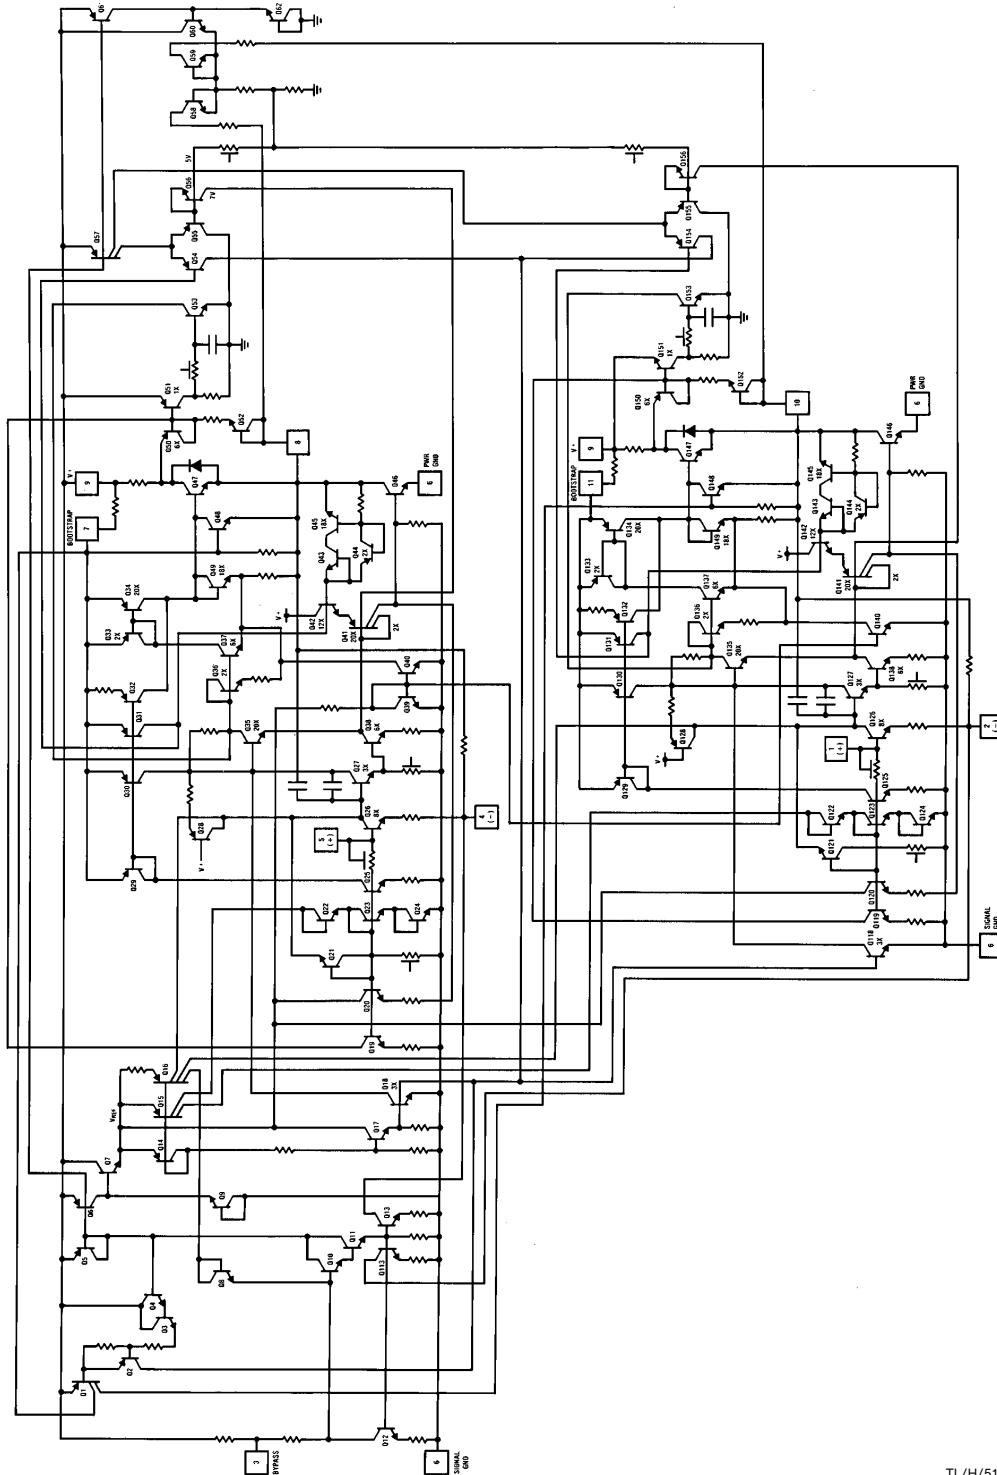 Q61
Q60
Q62
Q59
Q58
5V
Q56
7V
Q57
Q55
Q54
Q53
Q51
1X
Q50
6X
Q52
8
V+
9
BOOTSTRAP
7
Q47
Q46
PWR
GND
6
Q48
Q45
18X
Q43
Q44
2X
Q49
18X
Q34
20X
Q33
2X
V+
Q42
12X
Q41
20X
2X
Q37
6X
Q36
2X
Q32
Q31
Q40
Q39
Q35
20X
Q38
6X
Q30
Q27
3X
Q28
V+
Q26
8X
5
(+)
4
(-)
Q29
Q25
Q22
Q23
Q24
Q21
Q20
Q19
Q16
Q15
VREG
Q14
Q18
3X
Q17
Q7
Q6
Q9
Q13
Q5
Q11
Q10
Q113
Q8
Q4
Q3
Q2
Q1
Q12
3
BYPASS
6
SIGNAL
GND
Q156
Q155
Q154
Q153
Q151
1X
Q150
6X
Q152
10
V+
9
BOOTSTRAP
11
Q147
Q146
PWR
GND
6
Q148
Q145
18X
Q143
Q144
2X
Q149
18X
Q134
20X
Q133
2X
V+
Q142
12X
Q141
20X
2X
Q137
6X
Q136
2X
Q132
Q131
Q140
Q135
20X
Q138
6X
Q130
Q127
3X
Q128
V+
Q126
8X
1
(+)
2
(-)
Q129
Q125
Q122
Q123
Q124
Q121
Q120
Q119
Q118
3X
6
SIGNAL
GND